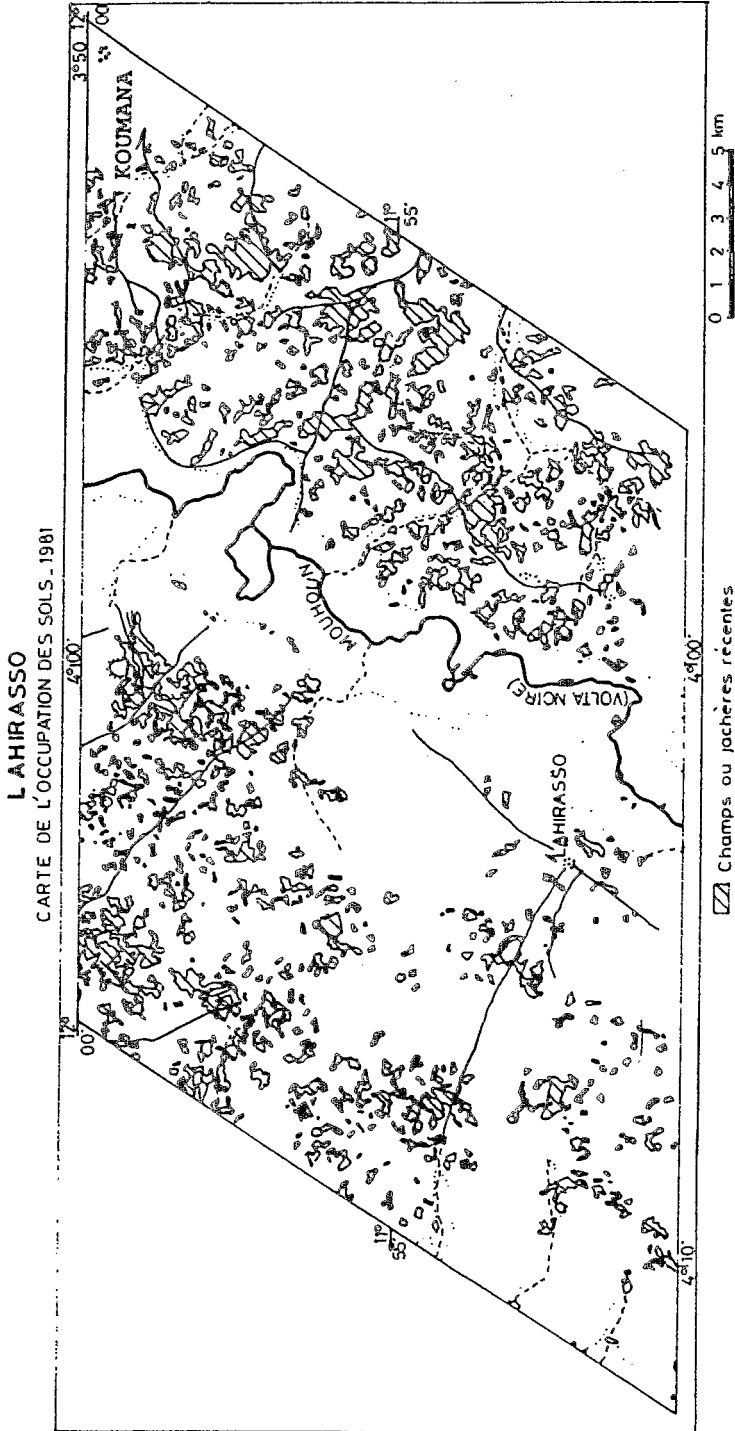 LAHIRASSO
CARTE DE L'OCCUPATION DES SOLS. 1981
12°
00'
4°00'
3°50
12°
00
KOUMANA
11°
55'
11°
55'
MOUHOUN
(VOLTA NOIRE)
LAHIRASSO
4°10'
4°00'
Champs ou jachères récentes
0 1 2 3 4 5 km